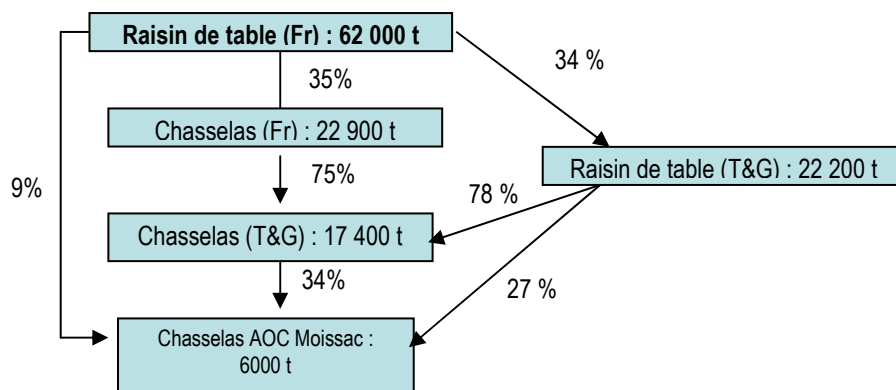 Raisin de table (Fr) : 62 000 t
34 %
35%
Chasselas (Fr) : 22 900 t
Raisin de table (T&G) : 22 200 t
75%
9%
78 %
Chasselas (T&G) : 17 400 t
34%
27 %
Chasselas AOC Moissac :
6000 t